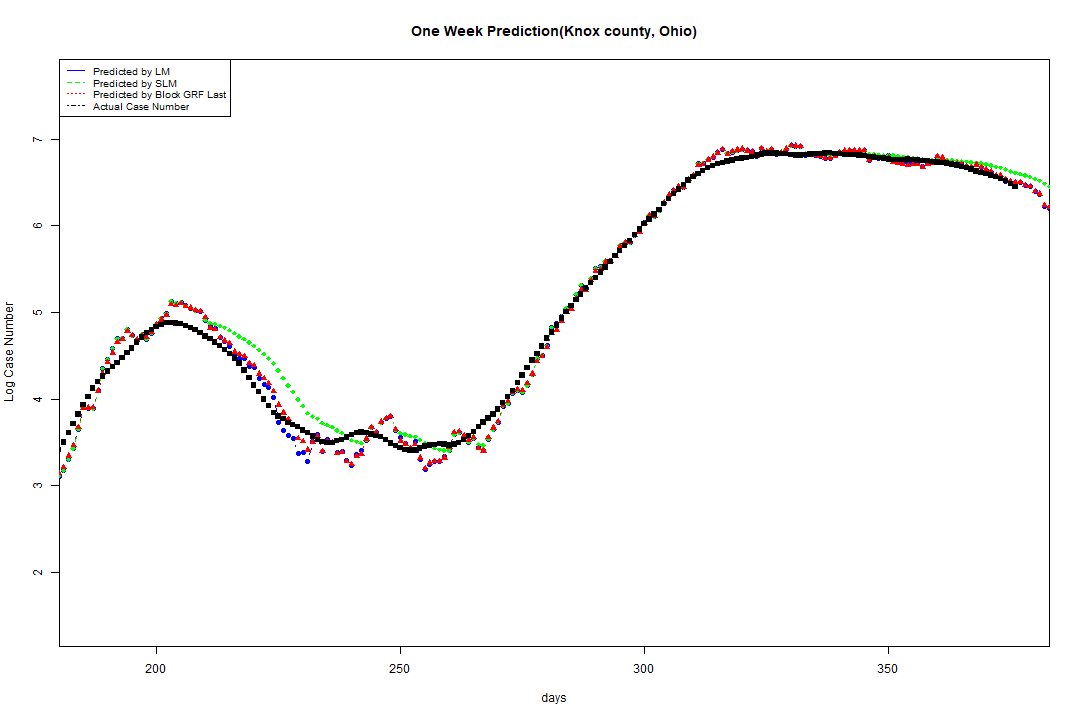 One Week Prediction(Knox county, Ohio)
Predicted by LM
Predicted by SLM
Predicted by Block GRF Last
Actual Case Number
7
6
5
4
3
2
Log Case Number
200 250 300 350
days